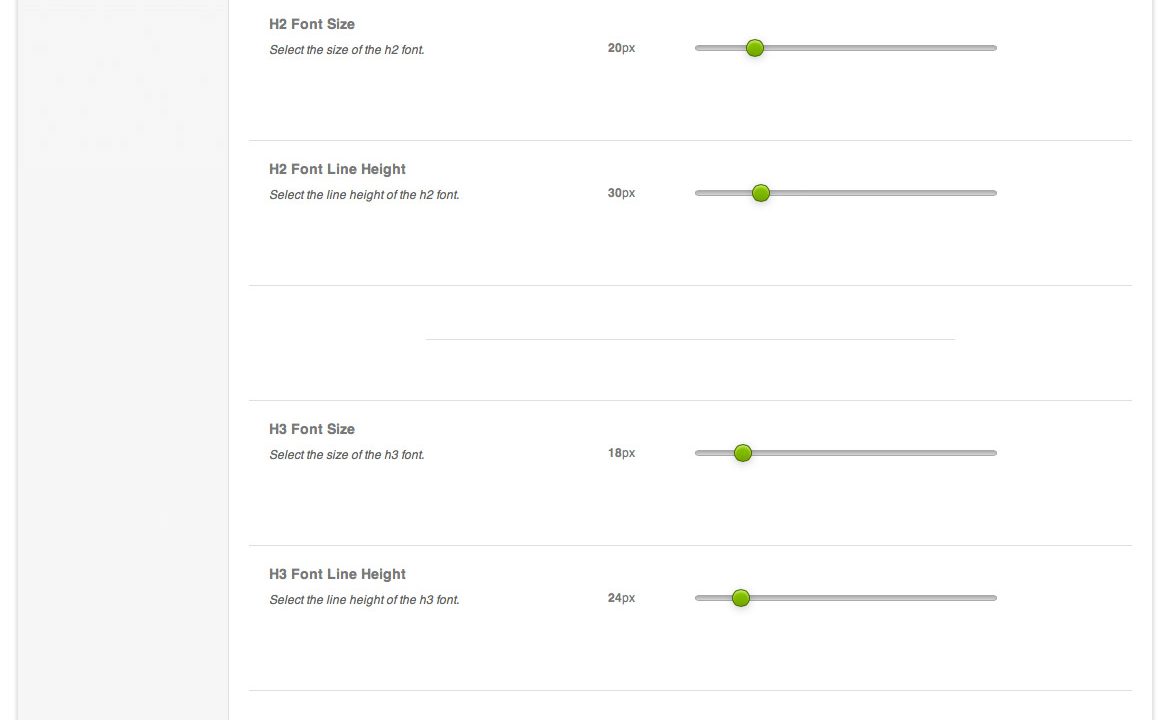 H2 Font Size
Select the size of the h2 font.
20px
H2 Font Line Height
Select the line height of the h2 font.
30px
H3 Font Size
Select the size of the h3 font.
18px
H3 Font Line Height
Select the line height of the h3 font.
24px